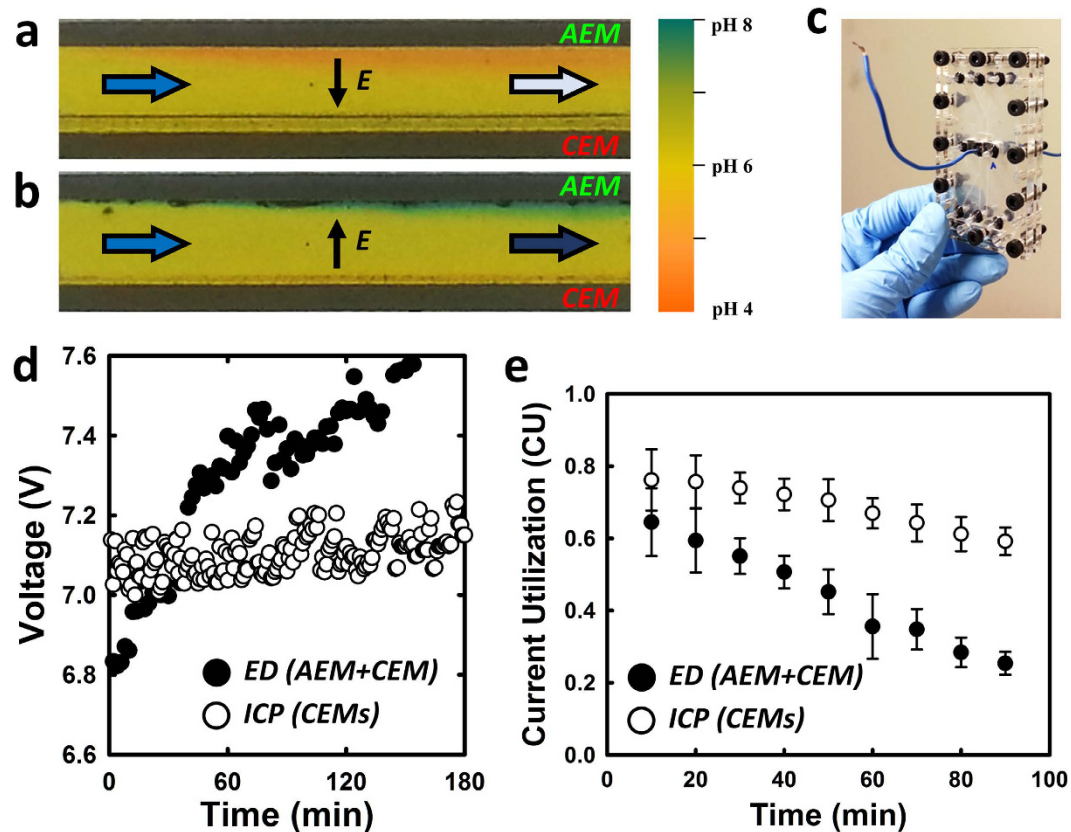 a
AEM
E
CEM
b
AEM
E
CEM
pH 8
pH 6
pH 4
c
A
d
Voltage (V)
7.6
7.4
7.2
7.0
6.8
6.6
ED (AEM+CEM)
ICP (CEMs)
0
60
120
180
Time (min)
e
Current Utilization (CU)
1.0
0.8
0.6
0.4
0.2
0.0
ED (AEM+CEM)
ICP (CEMs)
0
20
40
60
80
100
Time (min)